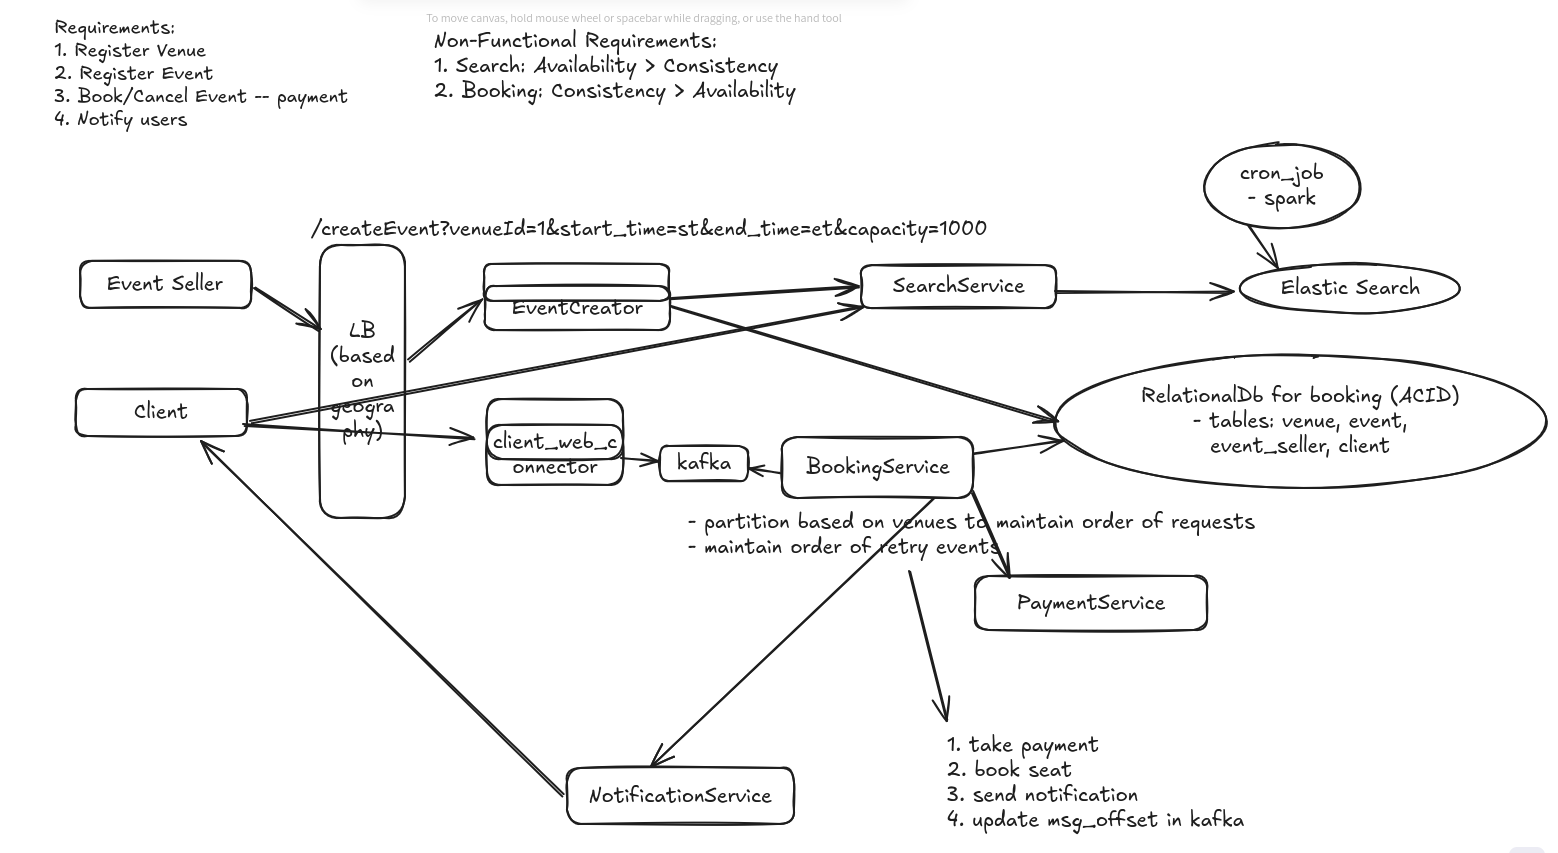 To move canvas, hold mouse wheel or spacebar while dragging, or use the hand tool
Requirements:
1. Register Venue
2. Register Event
3. Book/Cancel Event -- payment
4. Notify users
Non-Functional Requirements:
1. Search: Availability > Consistency
2. Booking: Consistency > Availability
cron_job
- spark
/createEvent?venueId=1&start_time=st&end_time=et&capacity=1000
Event Seller
EventCreator
SearchService
Elastic Search
LB
(based
on
geogra
phy)
Client
client_web_c
onnector
kafka
BookingService
RelationalDb for booking (ACID)
- tables: venue, event,
event_seller, client
- partition based on venues to maintain order of requests
- maintain order of retry events
PaymentService
NotificationService
1. take payment
2. book seat
3. send notification
4. update msg_offset in kafka